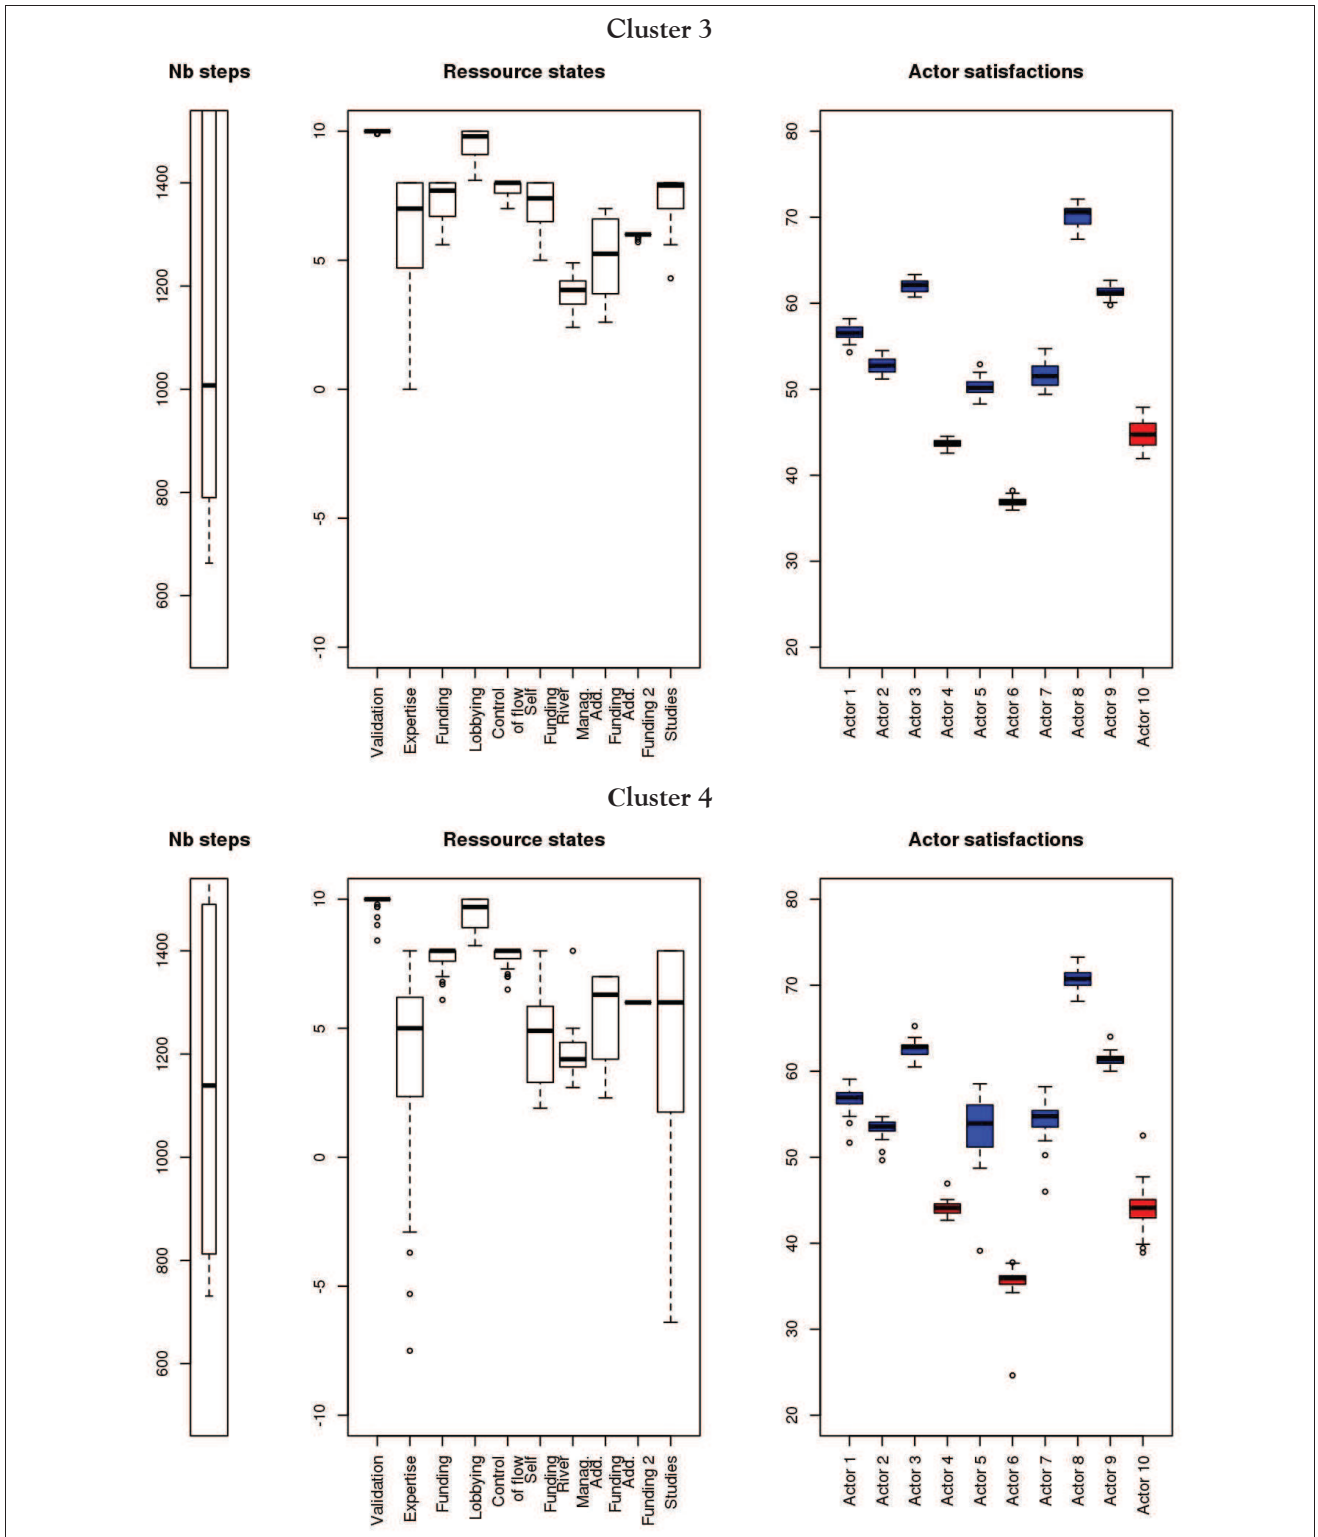 Cluster 3
Nb steps
Ressource states
Actor satisfactions
1400
1200
1000
800
600
10
5
0
-5
-10
80
70
60
50
40
30
20
Validation
Expertise
Funding
Lobbying
Control
of flow
Self
Funding
River
Manag.
Add.
Funding
Add.
Funding 2
Studies
Actor 1
Actor 2
Actor 3
Actor 4
Actor 5
Actor 6
Actor 7
Actor 8
Actor 9
Actor 10
Cluster 4
Nb steps
Ressource states
Actor satisfactions
1400
1200
1000
800
600
10
5
0
-5
-10
80
70
60
50
40
30
20
Validation
Expertise
Funding
Lobbying
Control
of flow
Self
Funding
River
Manag.
Add.
Funding
Add.
Funding 2
Studies
Actor 1
Actor 2
Actor 3
Actor 4
Actor 5
Actor 6
Actor 7
Actor 8
Actor 9
Actor 10